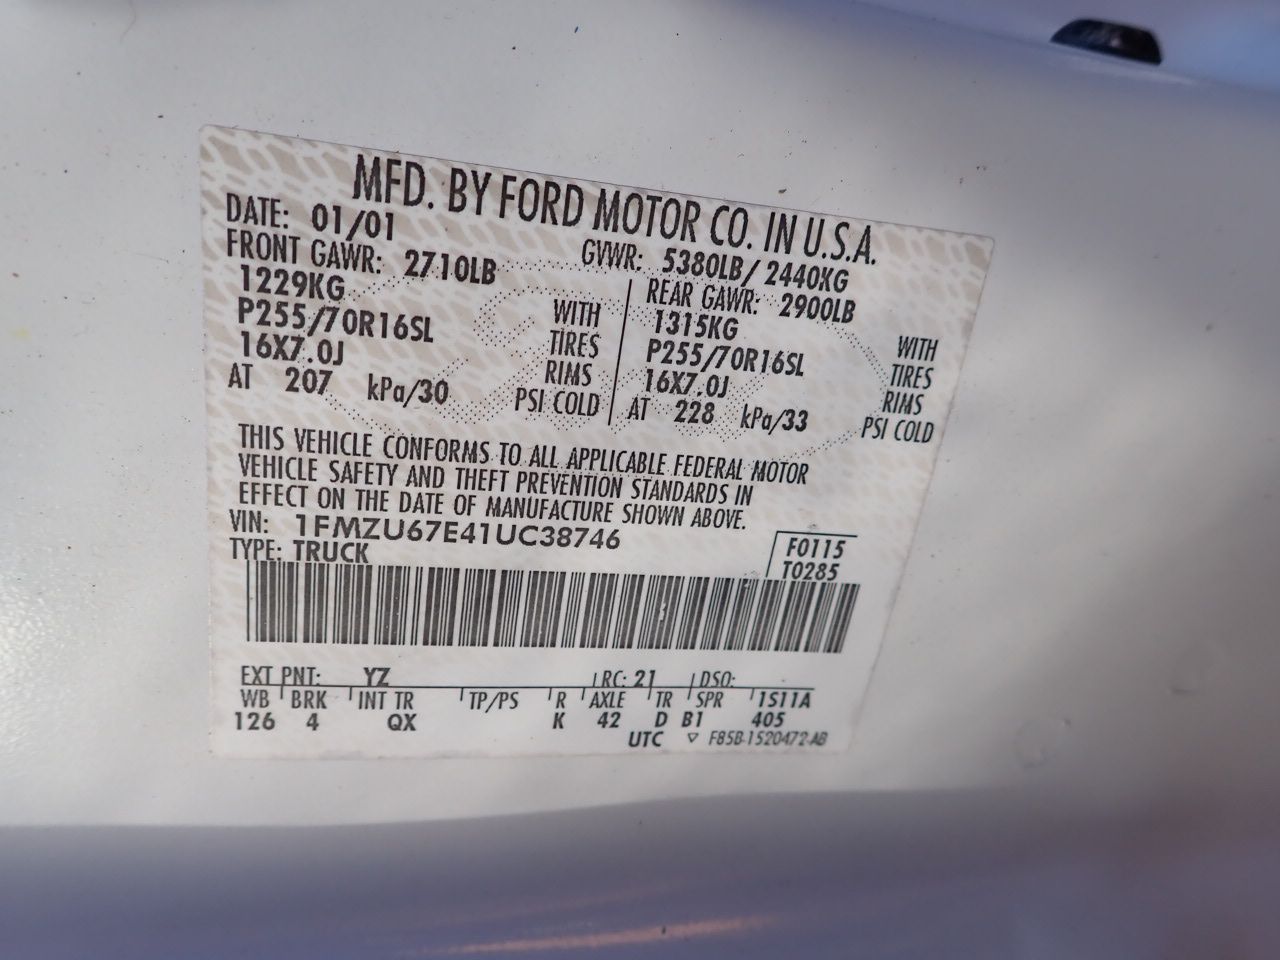 MFD. BY FORD MOTOR CO. IN U.S.A.
DATE: 01/01 GVWR: 5380LB/2440KG
FRONT GAWR: 2710LB REAR GAWR: 2900LB
1229KG WITH 1315KG WITH
P255/70R16SL TIRES P255/70R16SL TIRES
16X7.0J RIMS 16X7.0J RIMS
AT 207 kPa/30 PSI COLD AT 228 kPa/33 PSI COLD
THIS VEHICLE CONFORMS TO ALL APPLICABLE FEDERAL MOTOR
VEHICLE SAFETY AND THEFT PREVENTION STANDARDS IN
EFFECT ON THE DATE OF MANUFACTURE SHOWN ABOVE.
VIN: 1FMZU67E41UC38746
TYPE: TRUCK
F0115
T0285
EXT PNT: YZ RC: 21 DSO:
WB BRK INT TR TP/PS R AXLE TR SPR 1S11A
126 4 QX K 42 D B1 405
UTC ▽ F85B-1520472-AB